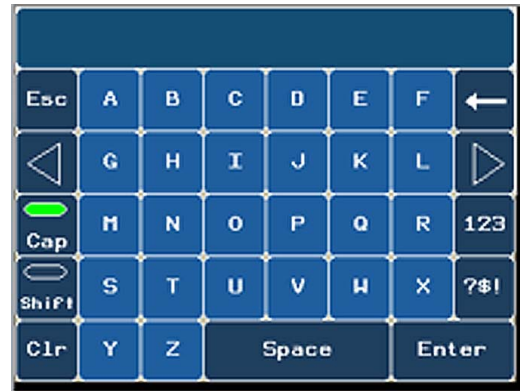 Esc A B C D E F
G H I J K L
Cap M N O P Q R 123
Shift S T U V W X ?$!
Clr Y Z Space Enter